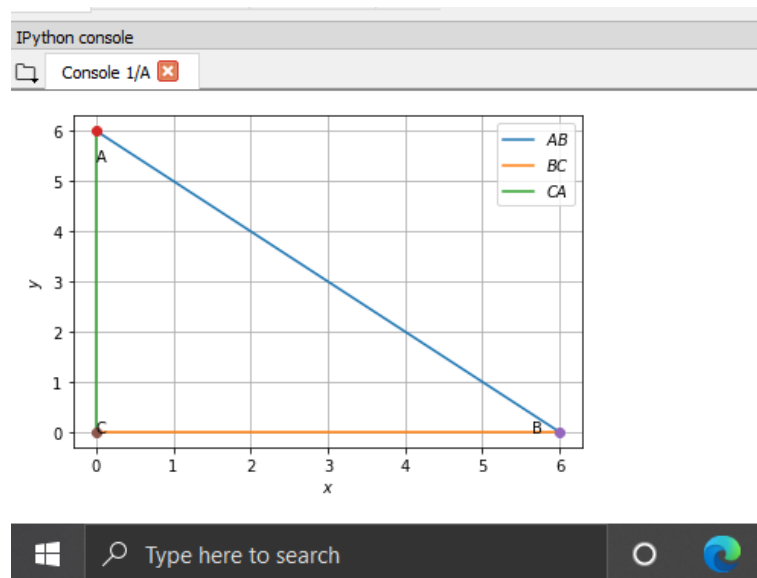 IPython console
Console 1/A
6
A
5
4
y
3
2
1
0
C
B
0 1 2 3 4 5 6
x
AB
BC
CA
Type here to search